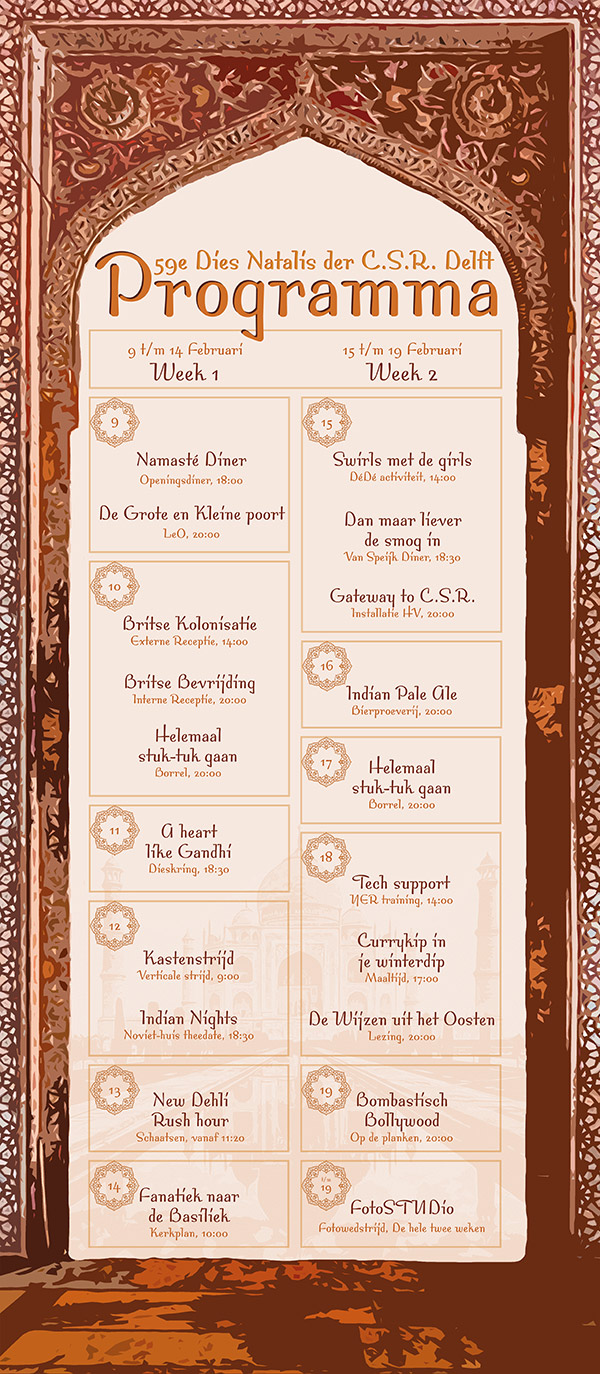 59e Dies Natalis der C.S.R. Delft
Programma
9 t/m 14 Februari
Week 1
15 t/m 19 Februari
Week 2
9
Namasté Diner
Openingsdiner, 18:00
De Grote en Kleine poort
LeO, 20:00
10
Britse Kolonisatie
Externe Receptie, 14:00
Britse Bevrijding
Interne Receptie, 20:00
Helemaal
stuk-tuk gaan
Borrel, 20:00
11
A heart
like Gandhi
Dieskring, 18:30
12
Kastenstrijd
Verticale strijd, 9:00
Indian Nights
Noviet-huis theedate, 18:30
13
New Dehli
Rush hour
Schaatsen, vanaf 11:20
14
Fanatiek naar
de Basiliek
Kerkplan, 10:00
15
Swirls met de girls
DéDé activiteit, 14:00
Dan maar liever
de smog in
Van Speijk Diner, 18:30
Gateway to C.S.R.
Installatie HV, 20:00
16
Indian Pale Ale
Bierproeverij, 20:00
17
Helemaal
stuk-tuk gaan
Borrel, 20:00
18
Tech support
YER training, 14:00
Currykip in
je winterdip
Maaltijd, 17:00
De Wijzen uit het Oosten
Lezing, 20:00
19
Bombastisch
Bollywood
Op de planken, 20:00
t/m
19
FotoSTUDio
Fotowedstrijd, De hele twee weken